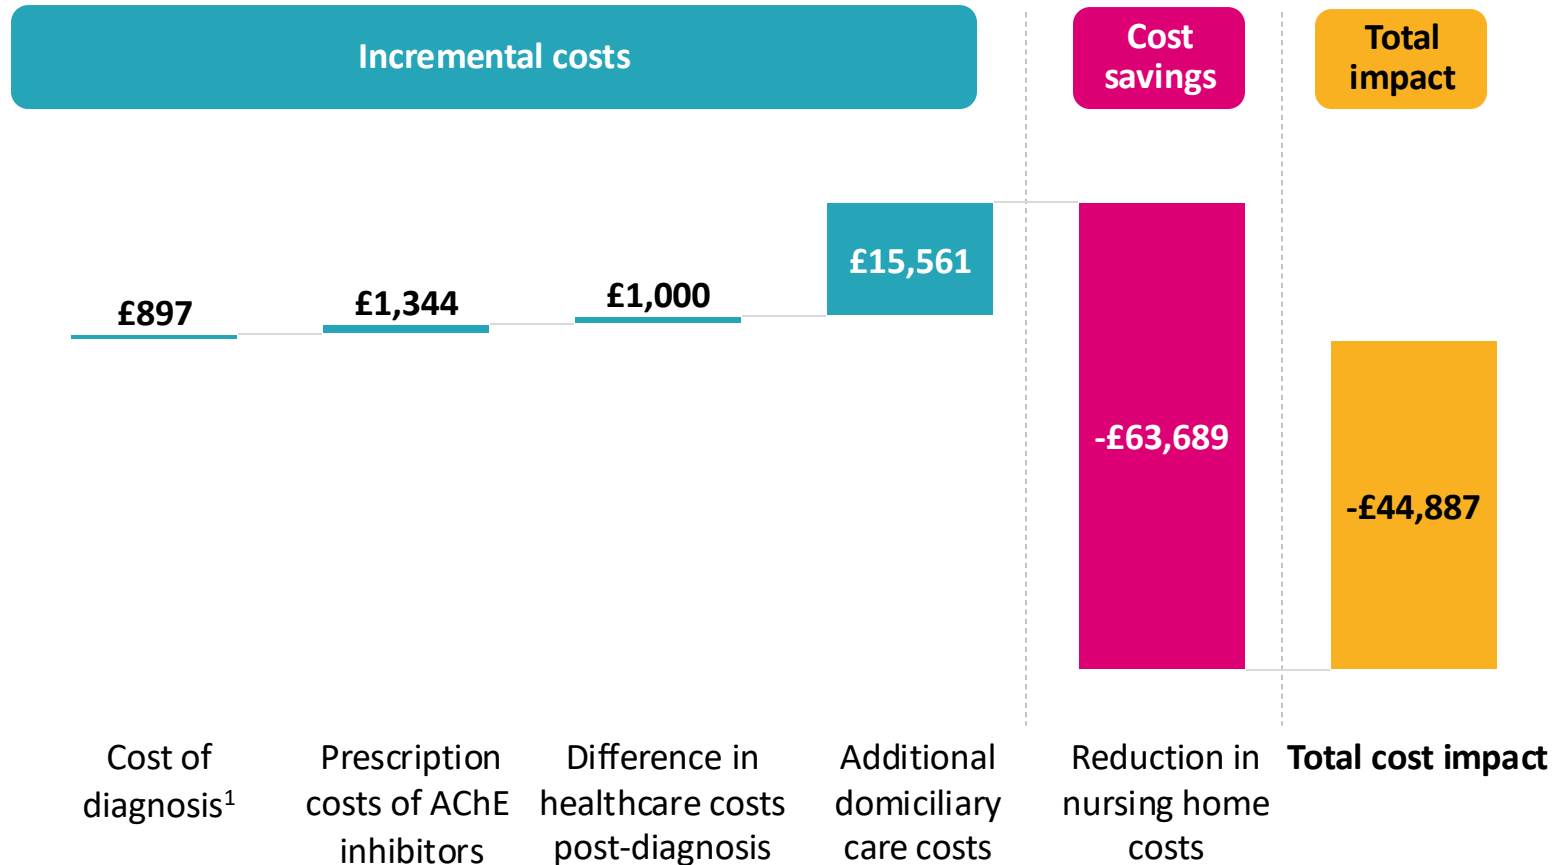 Incremental costs
Cost
savings
Total
impact
£897
£1,344
£1,000
£15,561
-£63,689
-£44,887
Cost of
diagnosis¹
Prescription
costs of AChE
inhibitors
Difference in
healthcare costs
post-diagnosis
Additional
domiciliary
care costs
Reduction in
nursing home
costs
Total cost impact